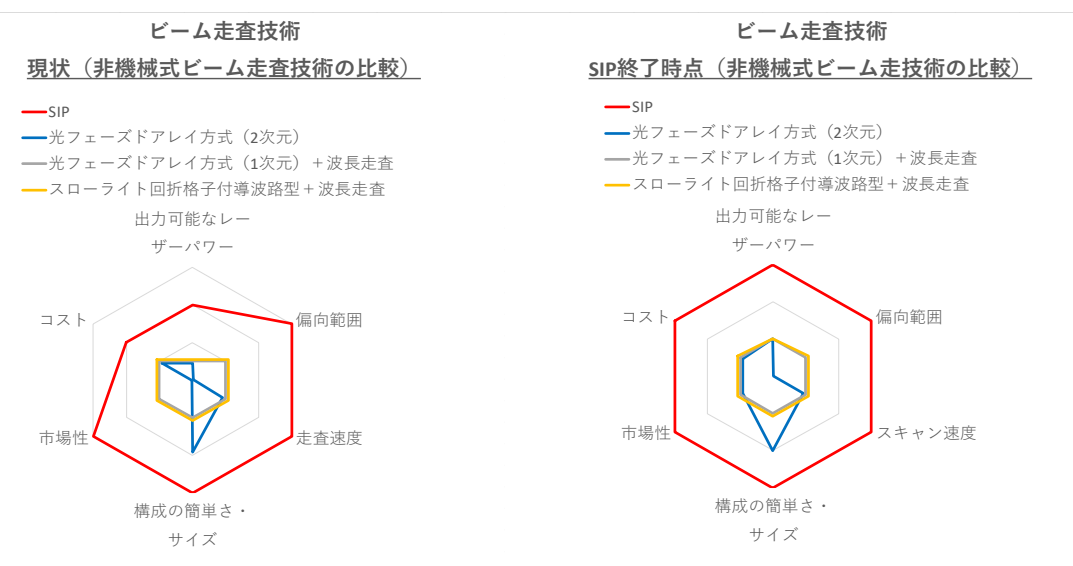 ビーム走査技術
現状（非機械式ビーム走査技術の比較）
SIP
光フェーズドアレイ方式（2次元）
光フェーズドアレイ方式（1次元）＋波長走査
スローライト回折格子付導波路型＋波長走査
出力可能なレー
ザーパワー
コスト
偏向範囲
市場性
走査速度
構成の簡単さ・
サイズ
ビーム走査技術
SIP終了時点（非機械式ビーム走技術の比較）
SIP
光フェーズドアレイ方式（2次元）
光フェーズドアレイ方式（1次元）＋波長走査
スローライト回折格子付導波路型＋波長走査
出力可能なレー
ザーパワー
コスト
偏向範囲
市場性
スキャン速度
構成の簡単さ・
サイズ